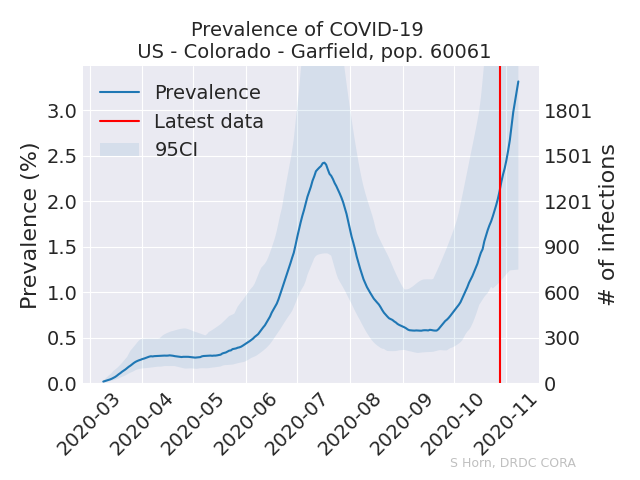 Prevalence of COVID-19
US - Colorado - Garfield, pop. 60061
Prevalence
Latest data
95CI
Prevalence (%)
3.0
2.5
2.0
1.5
1.0
0.5
0.0
1801
1501
1201
900
600
300
0
# of infections
2020-03
2020-04
2020-05
2020-06
2020-07
2020-08
2020-09
2020-10
2020-11
S Horn, DRDC CORA